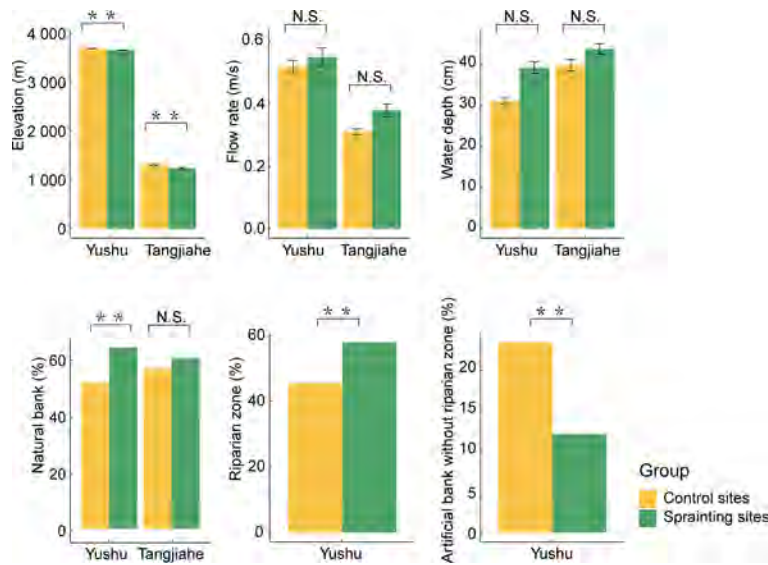 * *
N.S.
N.S.
4 000
3 000
2 000
1 000
0
Elevation (m)
* *
Yushu Tangjiahe
0.6
0.4
0.2
0.0
Flow rate (m/s)
N.S.
Yushu Tangjiahe
N.S.
40
30
20
10
0
Water depth (cm)
Yushu Tangjiahe
* *
N.S.
60
40
60
0
Natural bank (%)
Yushu Tangjiahe
* *
60
40
20
0
Riparian zone (%)
Yushu
* *
20
15
10
5
0
Artificial bank without riparian zone (%)
Yushu
Group
Control sites
Sprainting sites